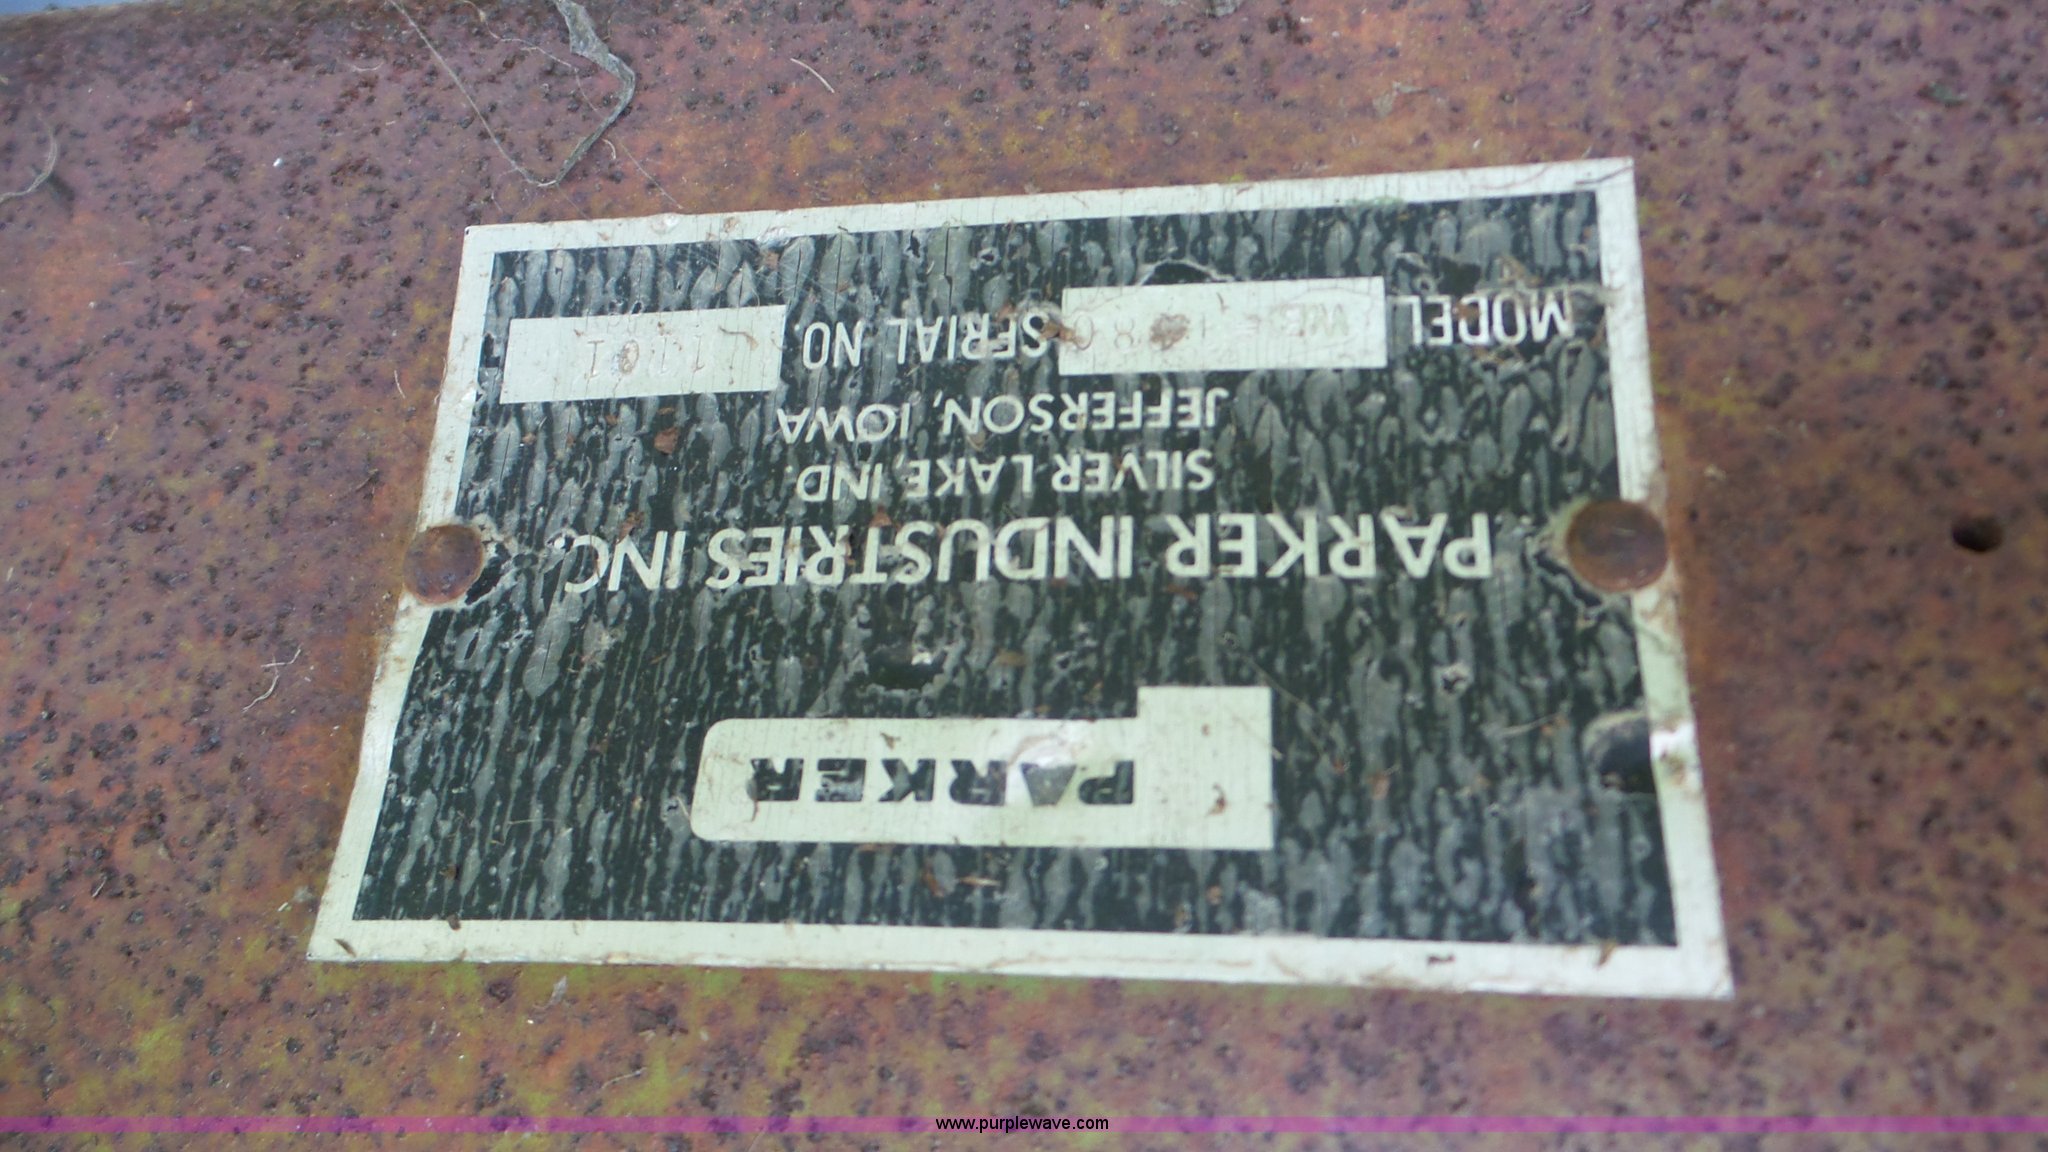 PARKER
PARKER INDUSTRIES INC.
SILVER LAKE, IND.
JEFFERSON, IOWA
MODEL SERIAL NO.
www.purplewave.com